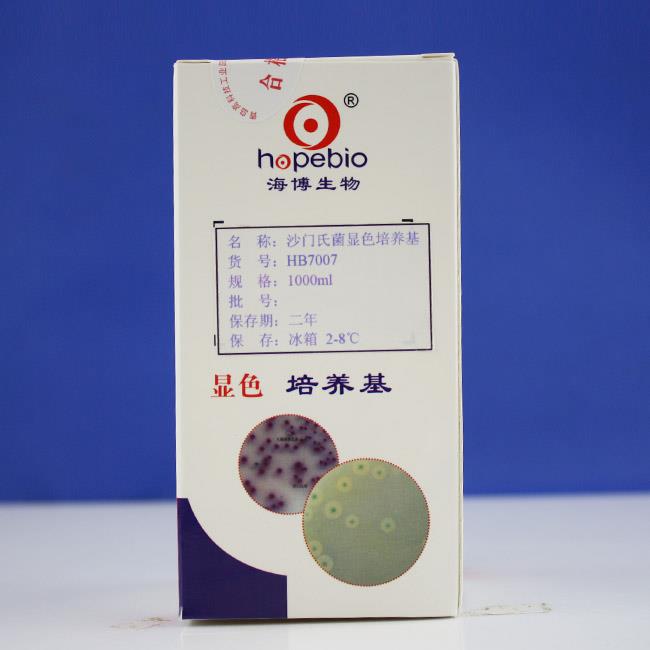 合格
®
hopebio
海博生物
名 称：沙门氏菌显色培养基
货 号：HB7007
规 格：1000ml
批 号：
保存期：二年
保 存：冰箱 2-8℃
显色 培养基